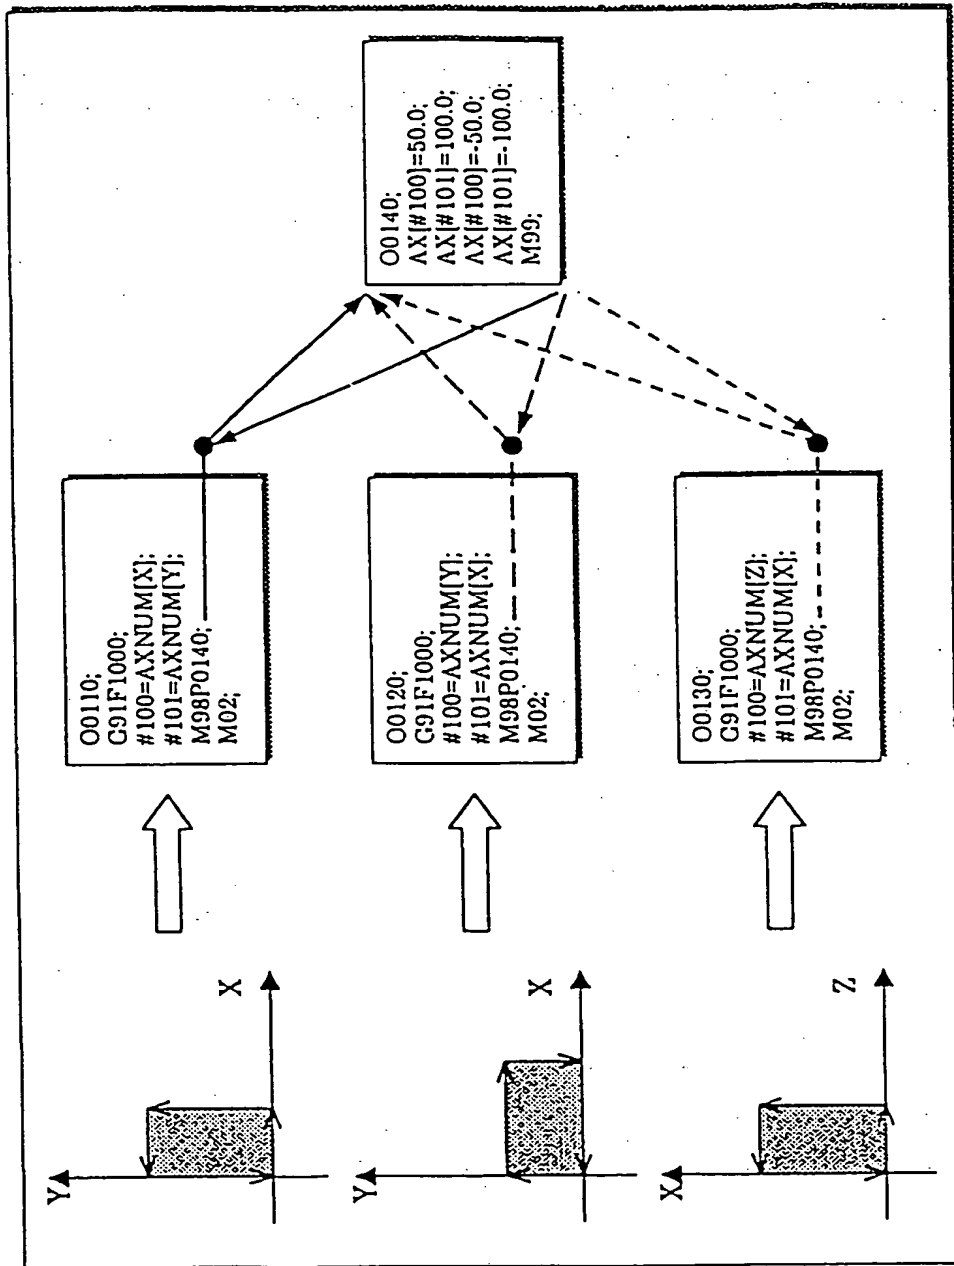 Y
X
O0110;
G91F1000;
#100=AXNUM[X];
#101=AXNUM[Y];
M98P0140;
M02;
Y
X
O0120;
G91F1000;
#100=AXNUM[Y];
#101=AXNUM[X];
M98P0140;
M02;
X
Z
O0130;
G91F1000;
#100=AXNUM[Z];
#101=AXNUM[X];
M98P0140;
M02;
O0140;
AX[#100]=50.0;
AX[#101]=100.0;
AX[#100]=-50.0;
AX[#101]=-100.0;
M99;